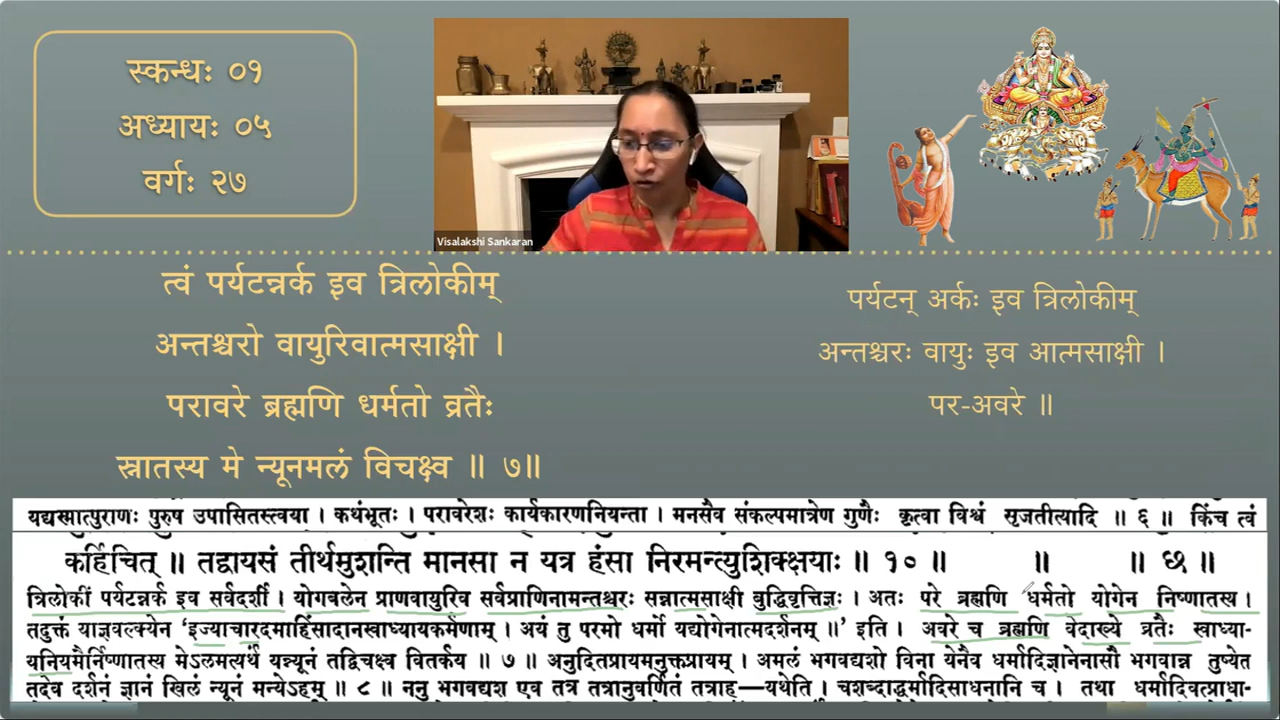 स्कन्धः ०१
अध्यायः ०५
वर्गः २७
Visalakshi Sankaran
त्वं पर्यटन्नर्क इव त्रिलोकीम्
अन्तश्चरो वायुरिवात्मसाक्षी ।
परावरे ब्रह्मणि धर्मतो व्रतैः
स्नातस्य मे न्यूनमलं विचक्ष्व ॥ ७॥
पर्यटन् अर्कः इव त्रिलोकीम्
अन्तश्चरः वायुः इव आत्मसाक्षी ।
पर-अवरे ॥
यद्यस्मात्पुराणः पुरुष उपासितस्त्वया । कथंभूतः । परावरेशः कार्यकारणनियन्ता । मनसैव संकल्पमात्रेण गुणैः कृत्वा विश्वं सृजतीत्यादि ॥ ६ ॥ किंच त्वं
कर्हिचित् ॥ तद्वायसं तीर्थमुशन्ति मानसा न यत्र हंसा निरमन्त्युशिक्क्षयाः ॥ १० ॥ ॥ ॥ छ ॥
त्रिलोकीं पर्यटन्नर्क इव सर्वदर्शी । योगबलेन प्राणवायुरिव सर्वप्राणिनामन्तश्चरः सन्नात्मसाक्षी बुद्धिवृत्तिज्ञः । अतः परे ब्रह्मणि धर्मतो योगेन निष्णातस्य ।
तदुक्तं याज्ञवल्क्येन 'इज्याचारदमाहिंसादानस्वाध्यायकर्मणाम् । अयं तु परमो धर्मो यद्योगेनात्मदर्शनम् ॥' इति । अवरे च ब्रह्मणि वेदाख्ये व्रतैः स्वाध्या-
यनियमैर्निष्णातस्य मेऽलमत्यर्थं यन्न्यूनं तद्विचक्ष्व वितर्कय ॥ ७ ॥ अनुदितप्रायमनुक्तप्रायम् । अमलं भगवद्यशो विना येनैव धर्मादिज्ञानेनासौ भगवान्न तुष्येत
तदेव दर्शनं ज्ञानं खिलं न्यूनं मन्येऽहम् ॥ ८ ॥ ननु भगवद्यश एव तत्र तत्रानुवर्णितं तत्राह—यथेति । चशब्दाद्धर्मादिसाधनानि च । तथा धर्मादिवत्प्राधा-